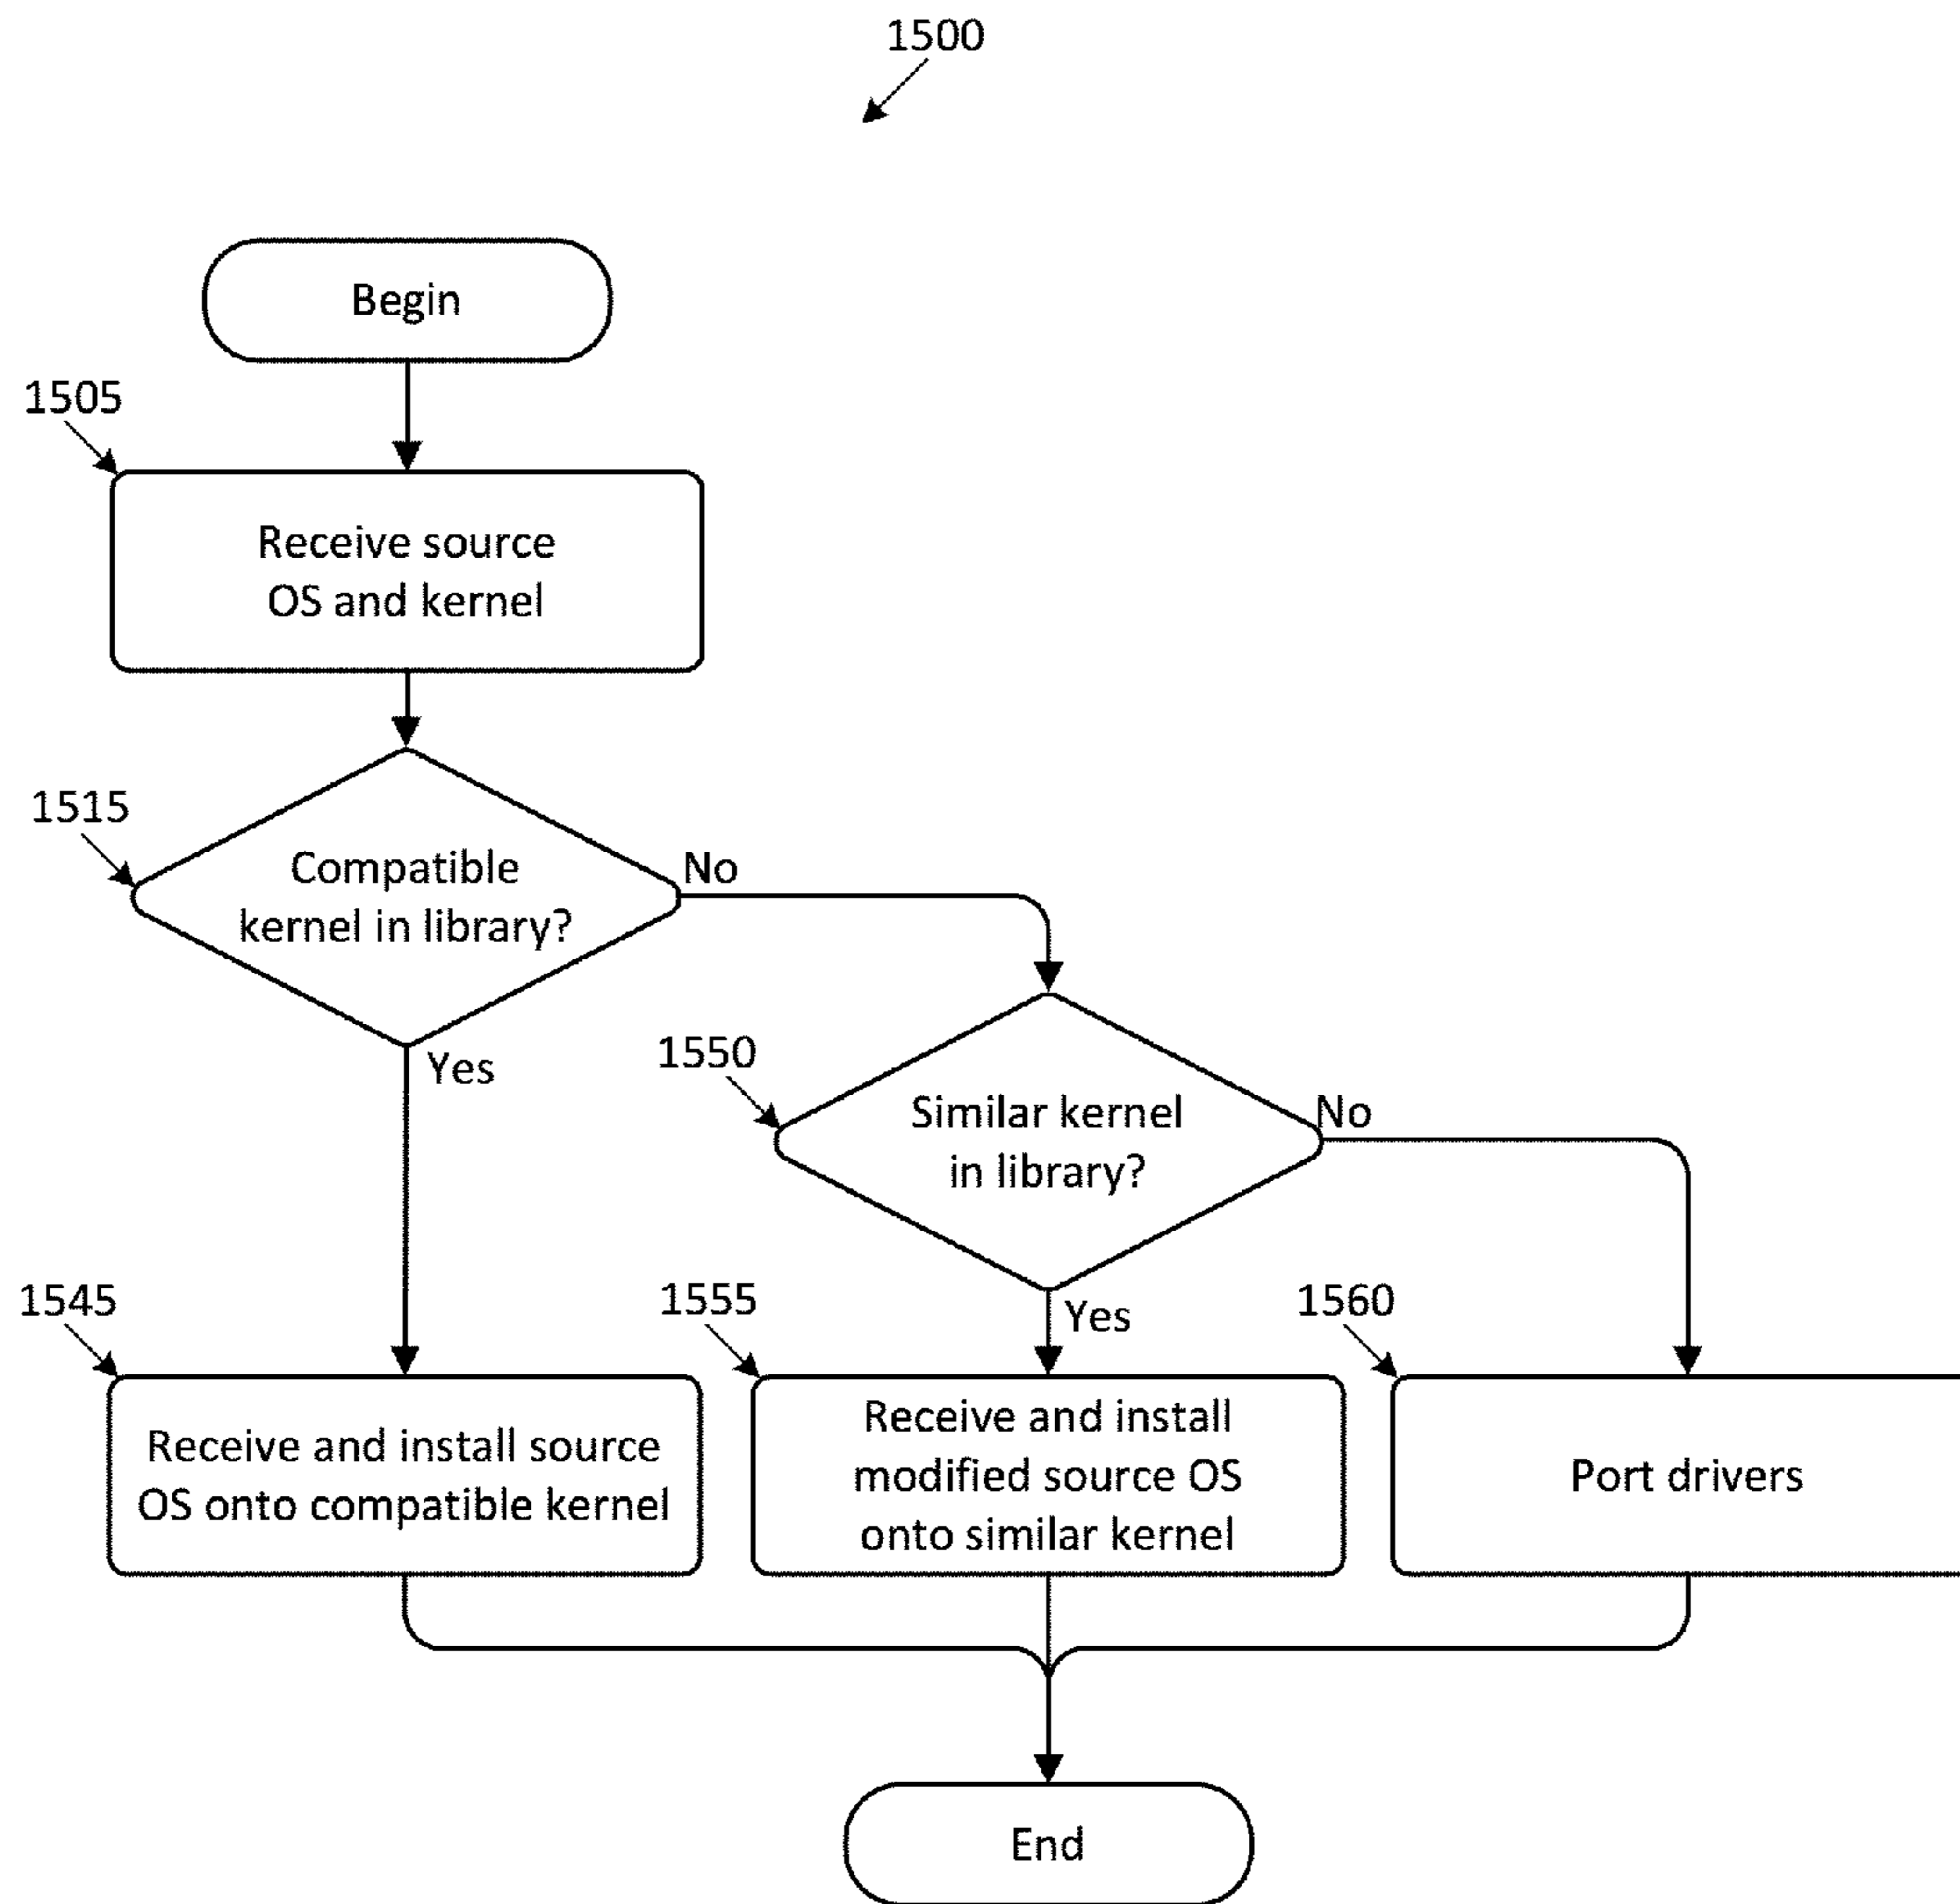 1500
Begin
1505
Receive source
OS and kernel
1515
Compatible
kernel in library?
No
Yes
1550
Similar kernel
in library?
No
Yes
1545
Receive and install source
OS onto compatible kernel
1555
Receive and install
modified source OS
onto similar kernel
1560
Port drivers
End